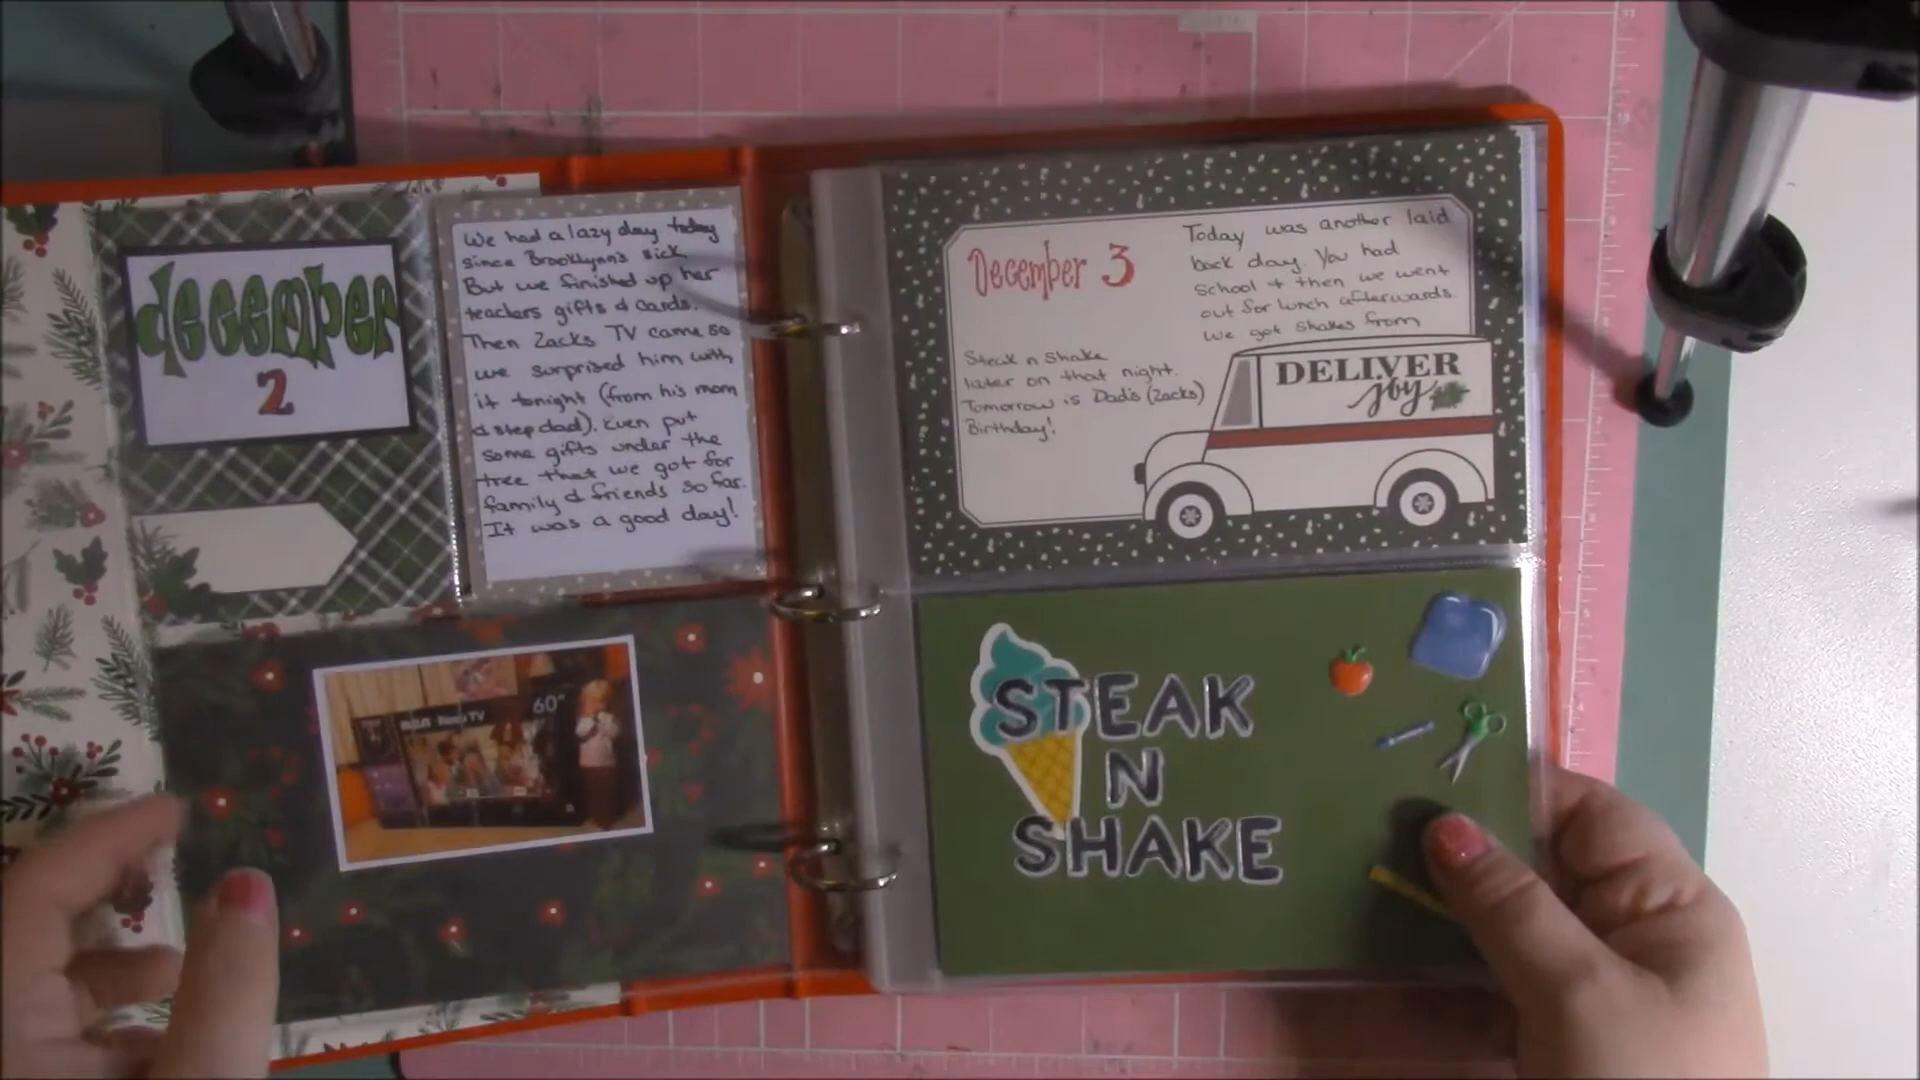 december
2
We had a lazy day today
since Brooklynn's sick
But we finished up her
teachers gifts & cards.
Then Zacks TV came so
we surprised him with
it tonight (from his mom
& step dad). Even put
some gifts under the
tree that we got for
family & friends so far.
It was a good day!
RCA Roku TV
60"
December 3
Today was another laid
back day. You had
school & then we went
out for lunch afterwards.
We got shakes from
Steak n Shake
later on that night.
Tomorrow is Dad's (Zacks)
Birthday!
DELIVER
joy
STEAK
N
SHAKE